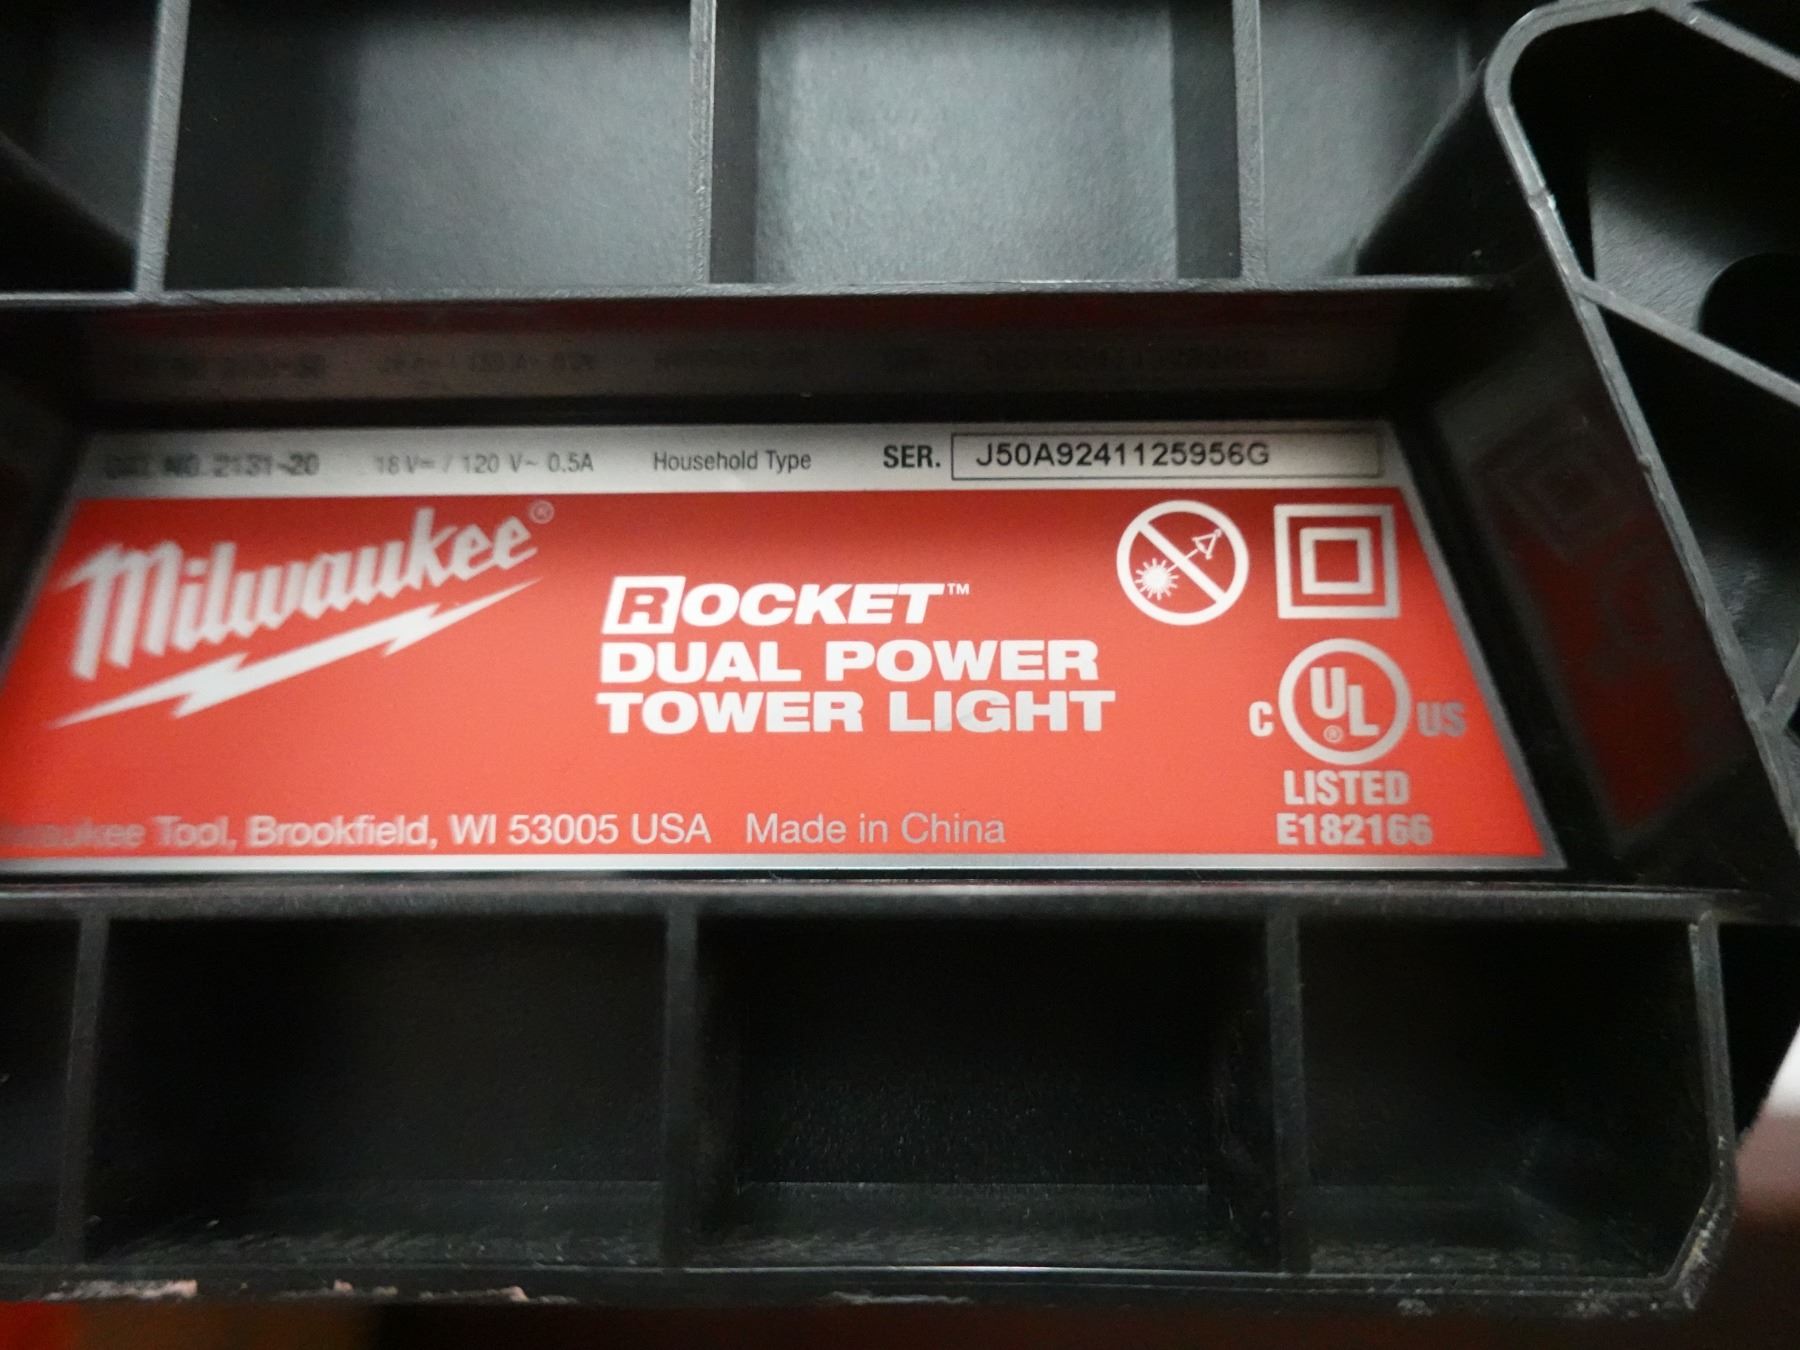 CAT. NO. 2131-20 18 V⎓ / 120 V~ 0.5A Household Type SER. J50A9241125956G
Milwaukee®
ROCKET™
DUAL POWER
TOWER LIGHT
C UL® US
LISTED
E182166
Milwaukee Tool, Brookfield, WI 53005 USA Made in China